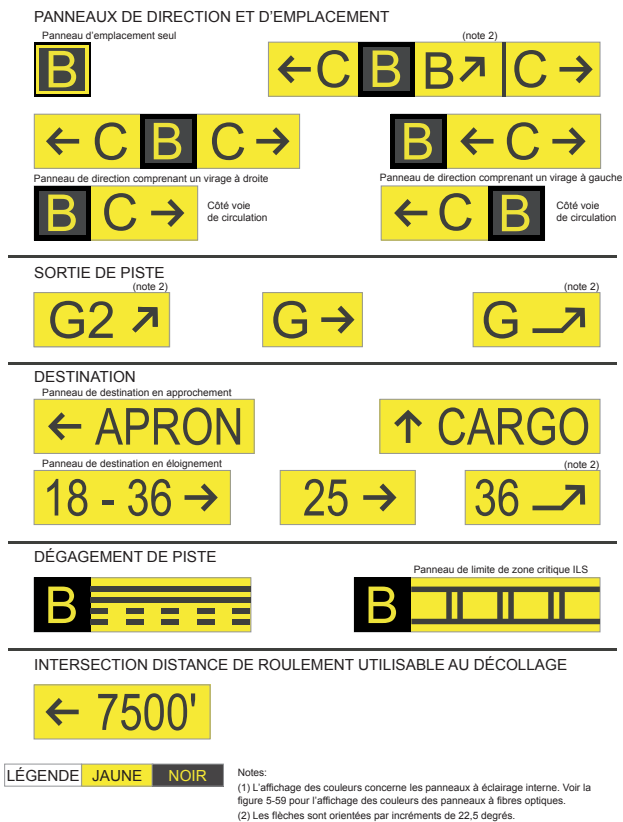 PANNEAUX DE DIRECTION ET D'EMPLACEMENT
Panneau d'emplacement seul
(note 2)
B
←C B B↗ C→
← C B C →
B ← C →
Panneau de direction comprenant un virage à droite
Panneau de direction comprenant un virage à gauche
B C →
Côté voie
de circulation
← C B
Côté voie
de circulation
SORTIE DE PISTE
(note 2)
(note 2)
G2 ↗
G →
G
DESTINATION
Panneau de destination en approchement
← APRON
↑ CARGO
Panneau de destination en éloignement
(note 2)
18 - 36 →
25 →
36
DÉGAGEMENT DE PISTE
Panneau de limite de zone critique ILS
B
B
INTERSECTION DISTANCE DE ROULEMENT UTILISABLE AU DÉCOLLAGE
← 7500'
LÉGENDE JAUNE NOIR
Notes:
(1) L'affichage des couleurs concerne les panneaux à éclairage interne. Voir la
figure 5-59 pour l'affichage des couleurs des panneaux à fibres optiques.
(2) Les flèches sont orientées par incréments de 22,5 degrés.